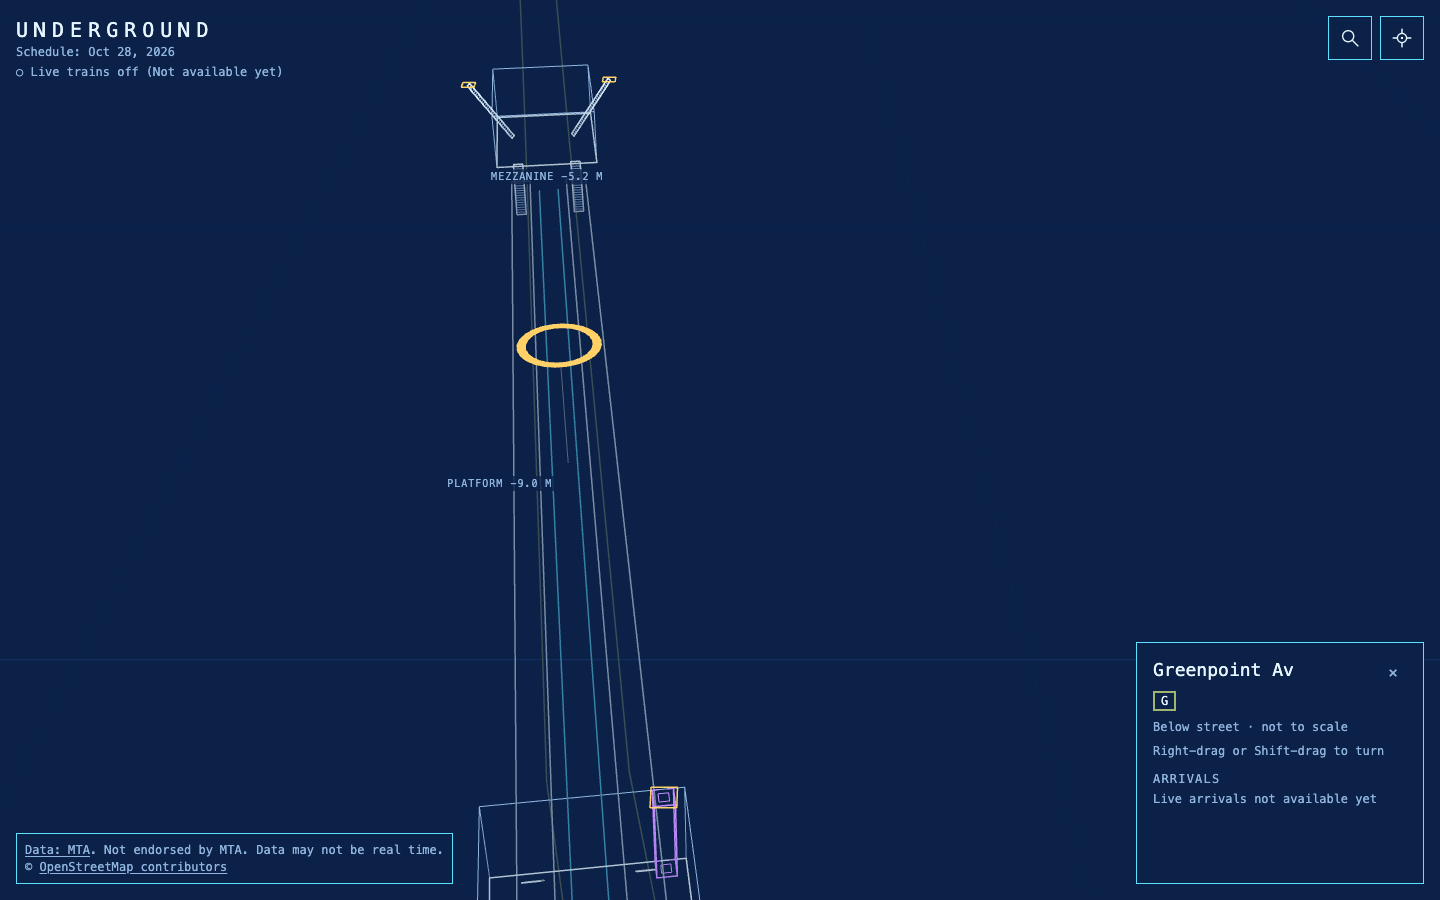 UNDERGROUND
Schedule: Oct 28, 2026
Live trains off (Not available yet)
MEZZANINE −5.2 M
PLATFORM −9.0 M
Greenpoint Av
×
G
Below street · not to scale
Right-drag or Shift-drag to turn
ARRIVALS
Live arrivals not available yet
Data: MTA. Not endorsed by MTA. Data may not be real time.
© OpenStreetMap contributors